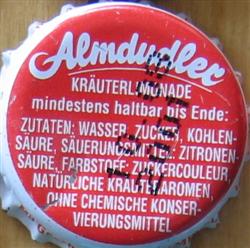 Almdudler
KRÄUTERLIMONADE
mindestens haltbar bis Ende:
ZUTATEN: WASSER, ZUCKER, KOHLEN-
SÄURE, SÄUERUNGSMITTEL: ZITRONEN-
SÄURE, FARBSTOFF: ZUCKERCOULEUR,
NATÜRLICHE KRÄUTERAROMEN,
OHNE CHEMISCHE KONSER-
VIERUNGSMITTEL